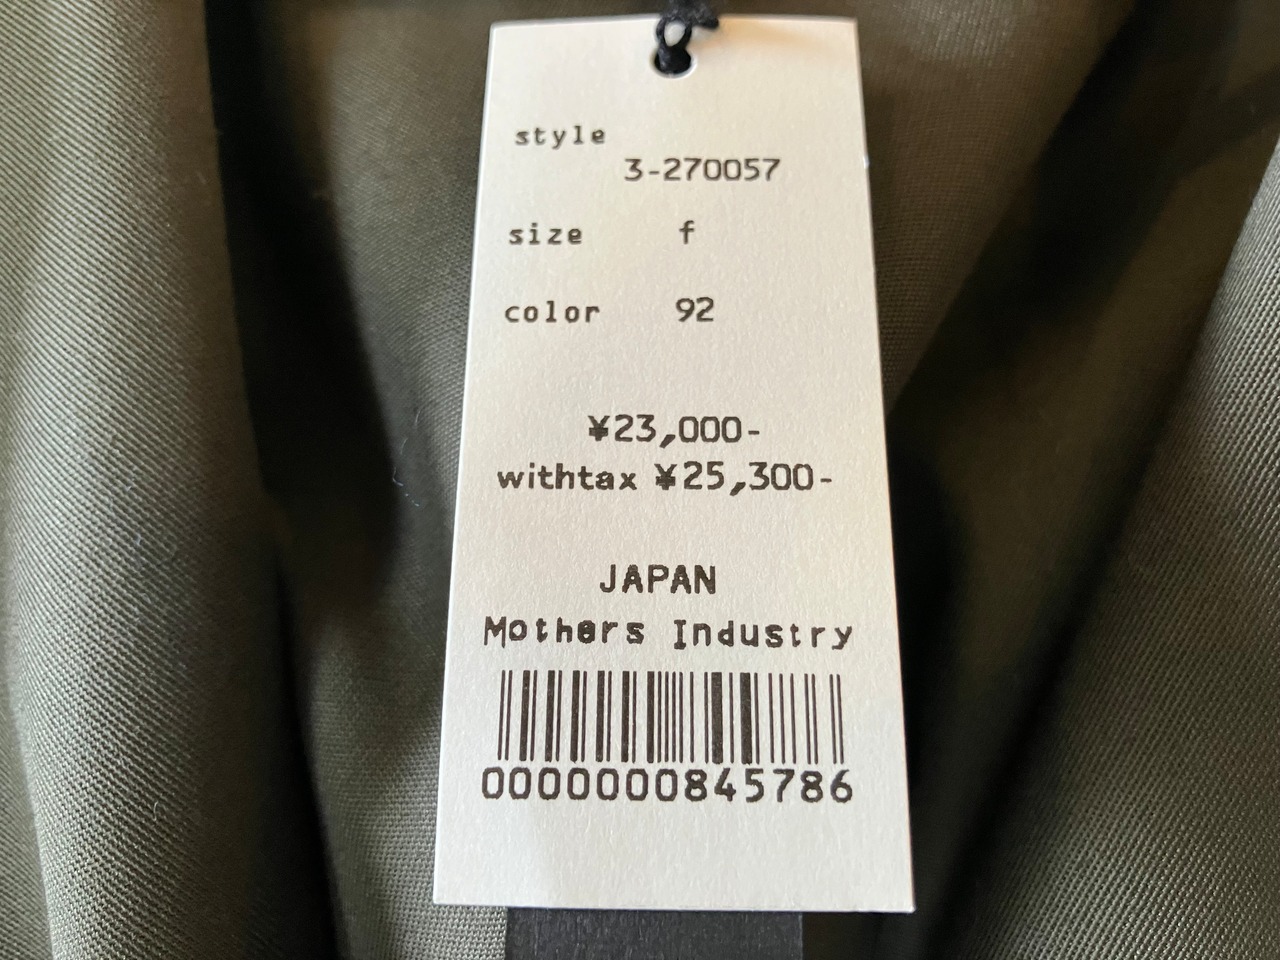 style
3-270057
size f
color 92
¥23,000-
withtax ¥25,300-
JAPAN
Mothers Industry
0000000845786